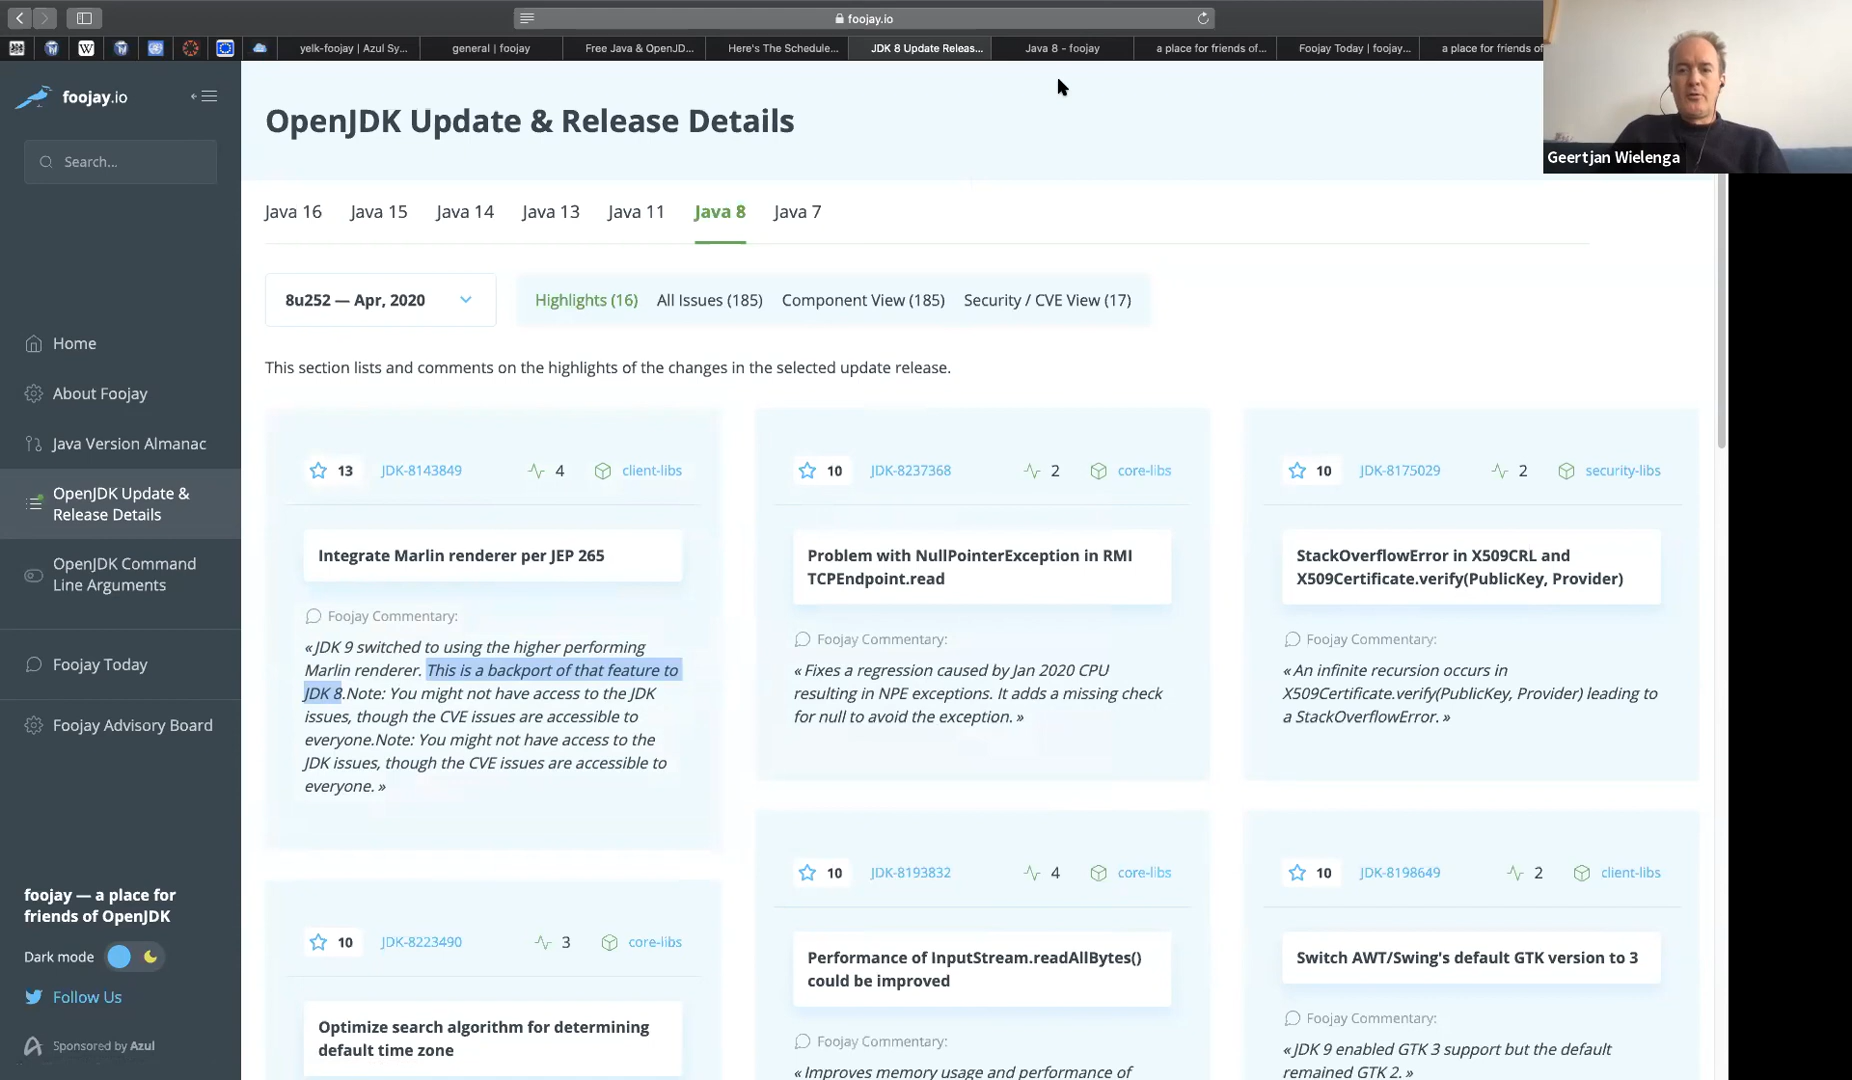 foojay.io
yelk-foojay | Azul Sy...
general | foojay
Free Java & OpenJD...
Here's The Schedule...
JDK 8 Update Releas...
Java 8 - foojay
a place for friends of...
Foojay Today | foojay...
a place for friends of
Geertjan Wielenga
foojay.io
Search...
Home
About Foojay
Java Version Almanac
OpenJDK Update &
Release Details
OpenJDK Command
Line Arguments
Foojay Today
Foojay Advisory Board
foojay — a place for
friends of OpenJDK
Dark mode
Follow Us
Sponsored by Azul
OpenJDK Update & Release Details
Java 16 Java 15 Java 14 Java 13 Java 11 Java 8 Java 7
8u252 — Apr, 2020
Highlights (16) All Issues (185) Component View (185) Security / CVE View (17)
This section lists and comments on the highlights of the changes in the selected update release.
13 JDK-8143849 4 client-libs
Integrate Marlin renderer per JEP 265
Foojay Commentary:
« JDK 9 switched to using the higher performing
Marlin renderer. This is a backport of that feature to
JDK 8.Note: You might not have access to the JDK
issues, though the CVE issues are accessible to
everyone.Note: You might not have access to the
JDK issues, though the CVE issues are accessible to
everyone. »
10 JDK-8223490 3 core-libs
Optimize search algorithm for determining
default time zone
10 JDK-8237368 2 core-libs
Problem with NullPointerException in RMI
TCPEndpoint.read
Foojay Commentary:
« Fixes a regression caused by Jan 2020 CPU
resulting in NPE exceptions. It adds a missing check
for null to avoid the exception. »
10 JDK-8193832 4 core-libs
Performance of InputStream.readAllBytes()
could be improved
Foojay Commentary:
« Improves memory usage and performance of
10 JDK-8175029 2 security-libs
StackOverflowError in X509CRL and
X509Certificate.verify(PublicKey, Provider)
Foojay Commentary:
« An infinite recursion occurs in
X509Certificate.verify(PublicKey, Provider) leading to
a StackOverflowError. »
10 JDK-8198649 2 client-libs
Switch AWT/Swing's default GTK version to 3
Foojay Commentary:
« JDK 9 enabled GTK 3 support but the default
remained GTK 2. »